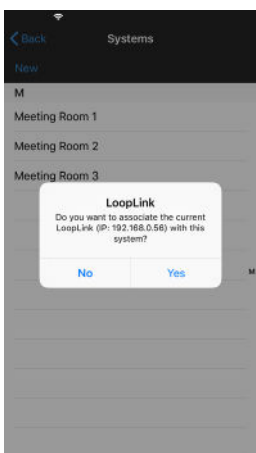 Back
Systems
New
M
Meeting Room 1
Meeting Room 2
Meeting Room 3
LoopLink
Do you want to associate the current
LoopLink (IP: 192.168.0.56) with this
system?
No
Yes
M